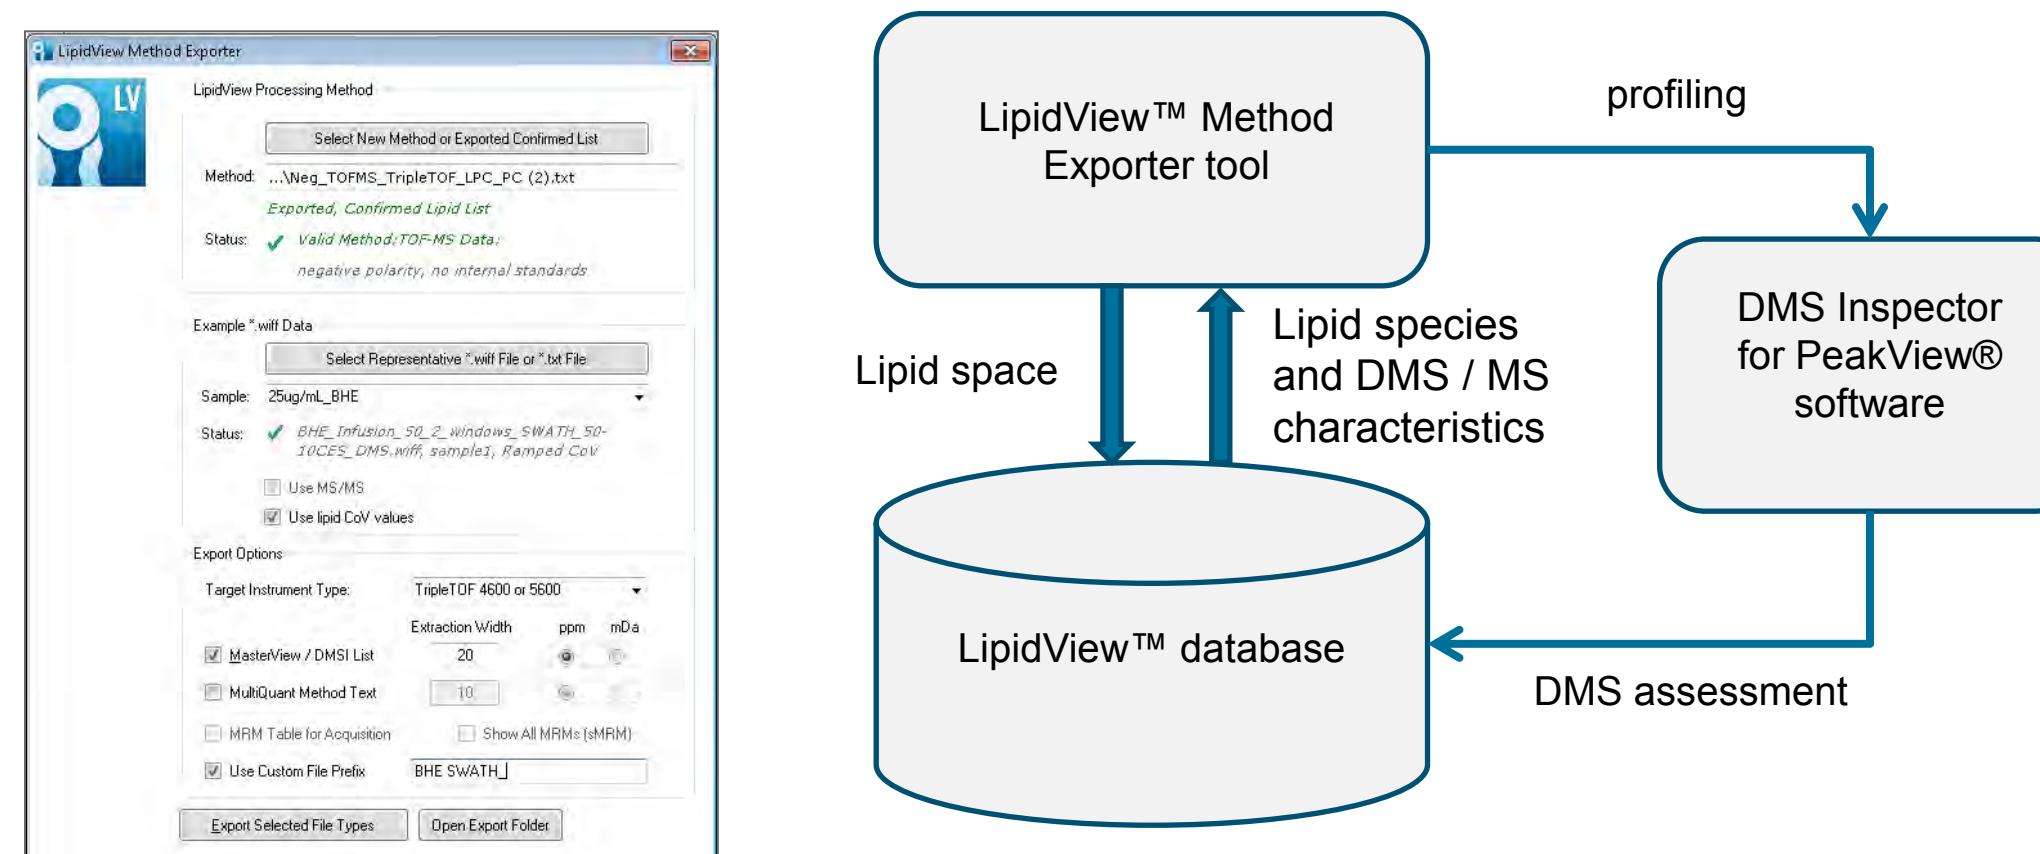 LipidView Method Exporter
LV
LipidView Processing Method
Select New Method or Exported Confirmed List
Method: ...\Neg_TOFMS_TripleTOF_LPC_PC (2).txt
Exported, Confirmed Lipid List
Status: Valid Method; TOF-MS Data;
negative polarity, no internal standards
Example *.wiff Data
Select Representative *.wiff File or *.txt File
Sample: 25ug/mL_BHE
Status: BHE_Infusion_50_2_windows_SWATH_50-
10CES_DMS.wiff, sample1, Ramped CoV
Use MS/MS
Use lipid CoV values
Export Options
Target Instrument Type: TripleTOF 4600 or 5600
Extraction Width ppm mDa
MasterView / DMSI List 20
MultiQuant Method Text 10
MRM Table for Acquisition Show All MRMs (sMRM)
Use Custom File Prefix BHE SWATH_
Export Selected File Types Open Export Folder
LipidView™ Method
Exporter tool
profiling
DMS Inspector
for PeakView®
software
Lipid space
Lipid species
and DMS / MS
characteristics
LipidView™ database
DMS assessment